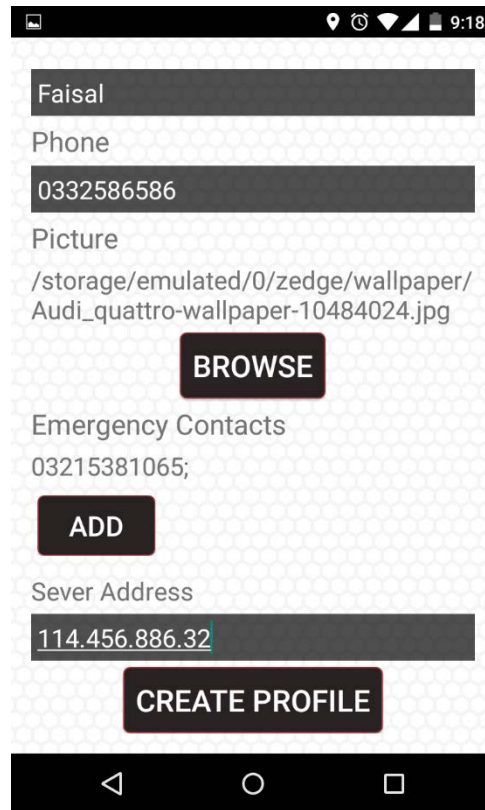 9:18
Faisal
Phone
0332586586
Picture
/storage/emulated/0/zedge/wallpaper/
Audi_quattro-wallpaper-10484024.jpg
BROWSE
Emergency Contacts
03215381065;
ADD
Sever Address
114.456.886.32
CREATE PROFILE